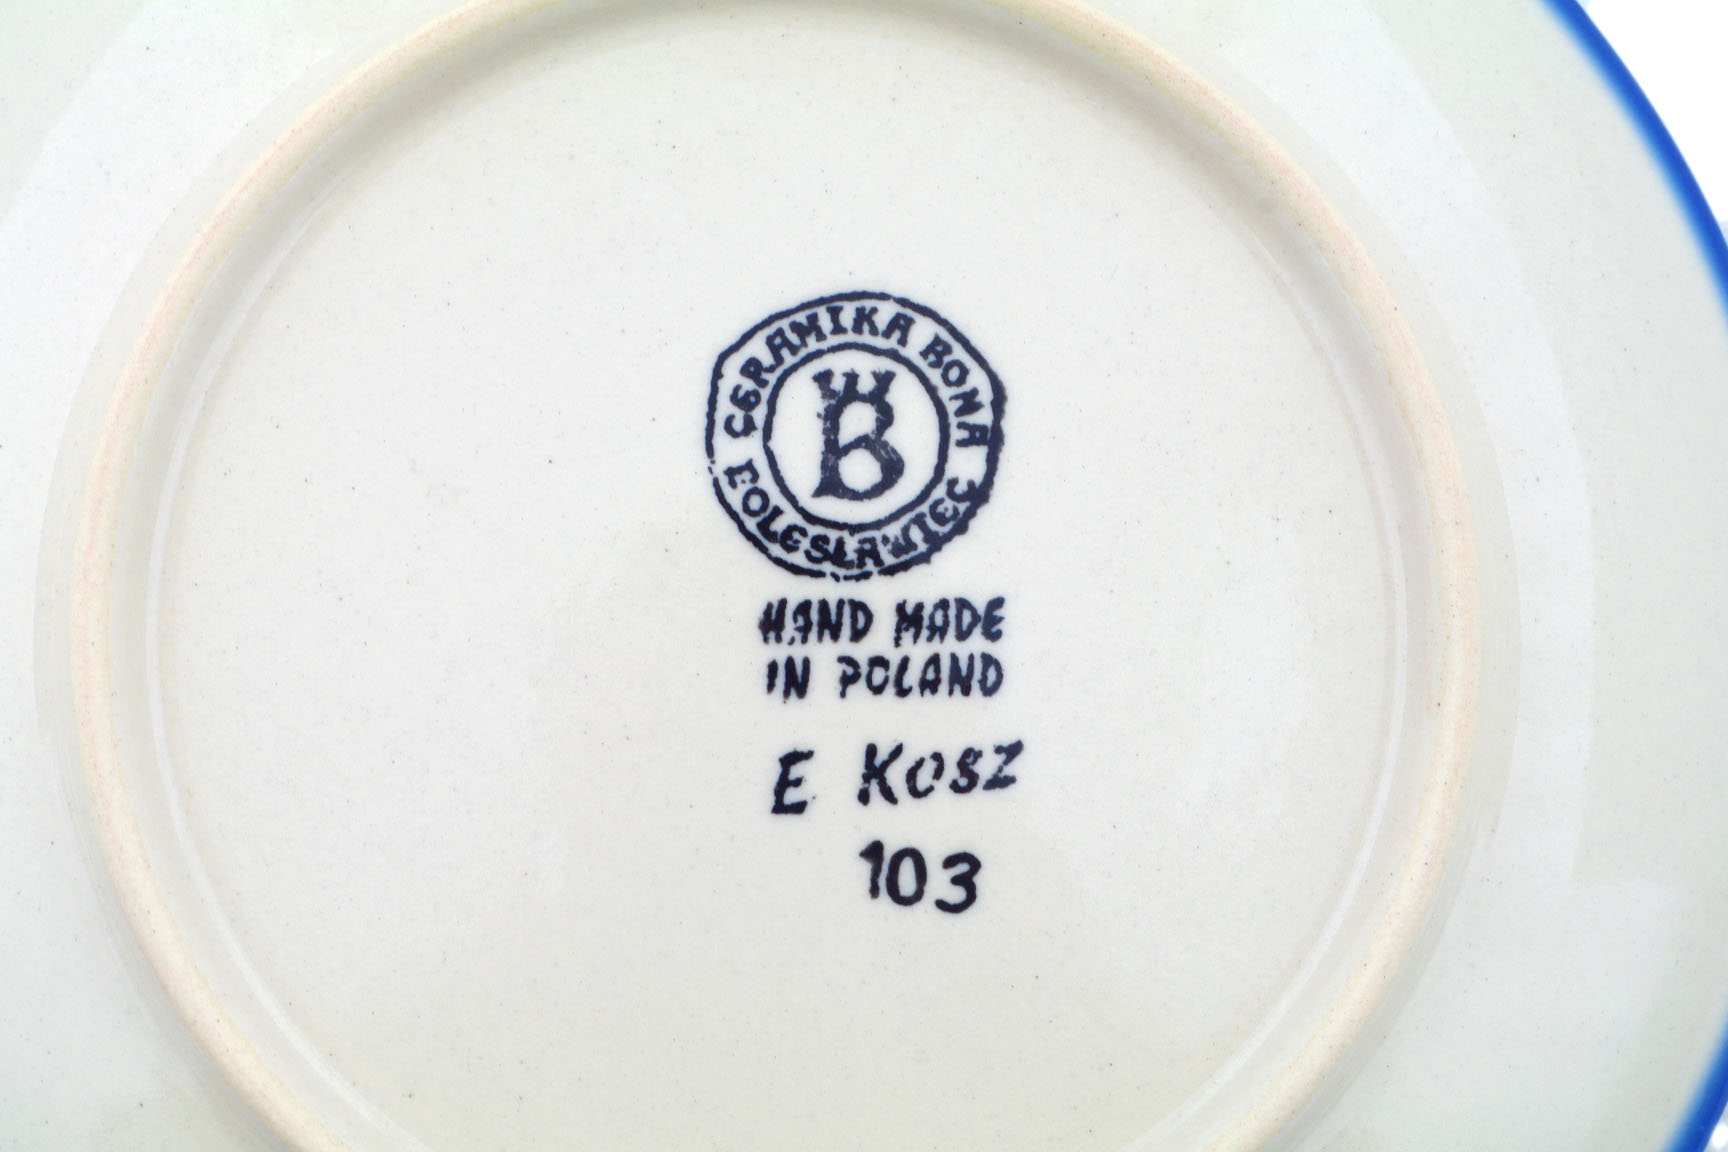 CERAMIKA BONA
BOLESŁAWIEC
B
HAND MADE
IN POLAND
E KOSZ
103